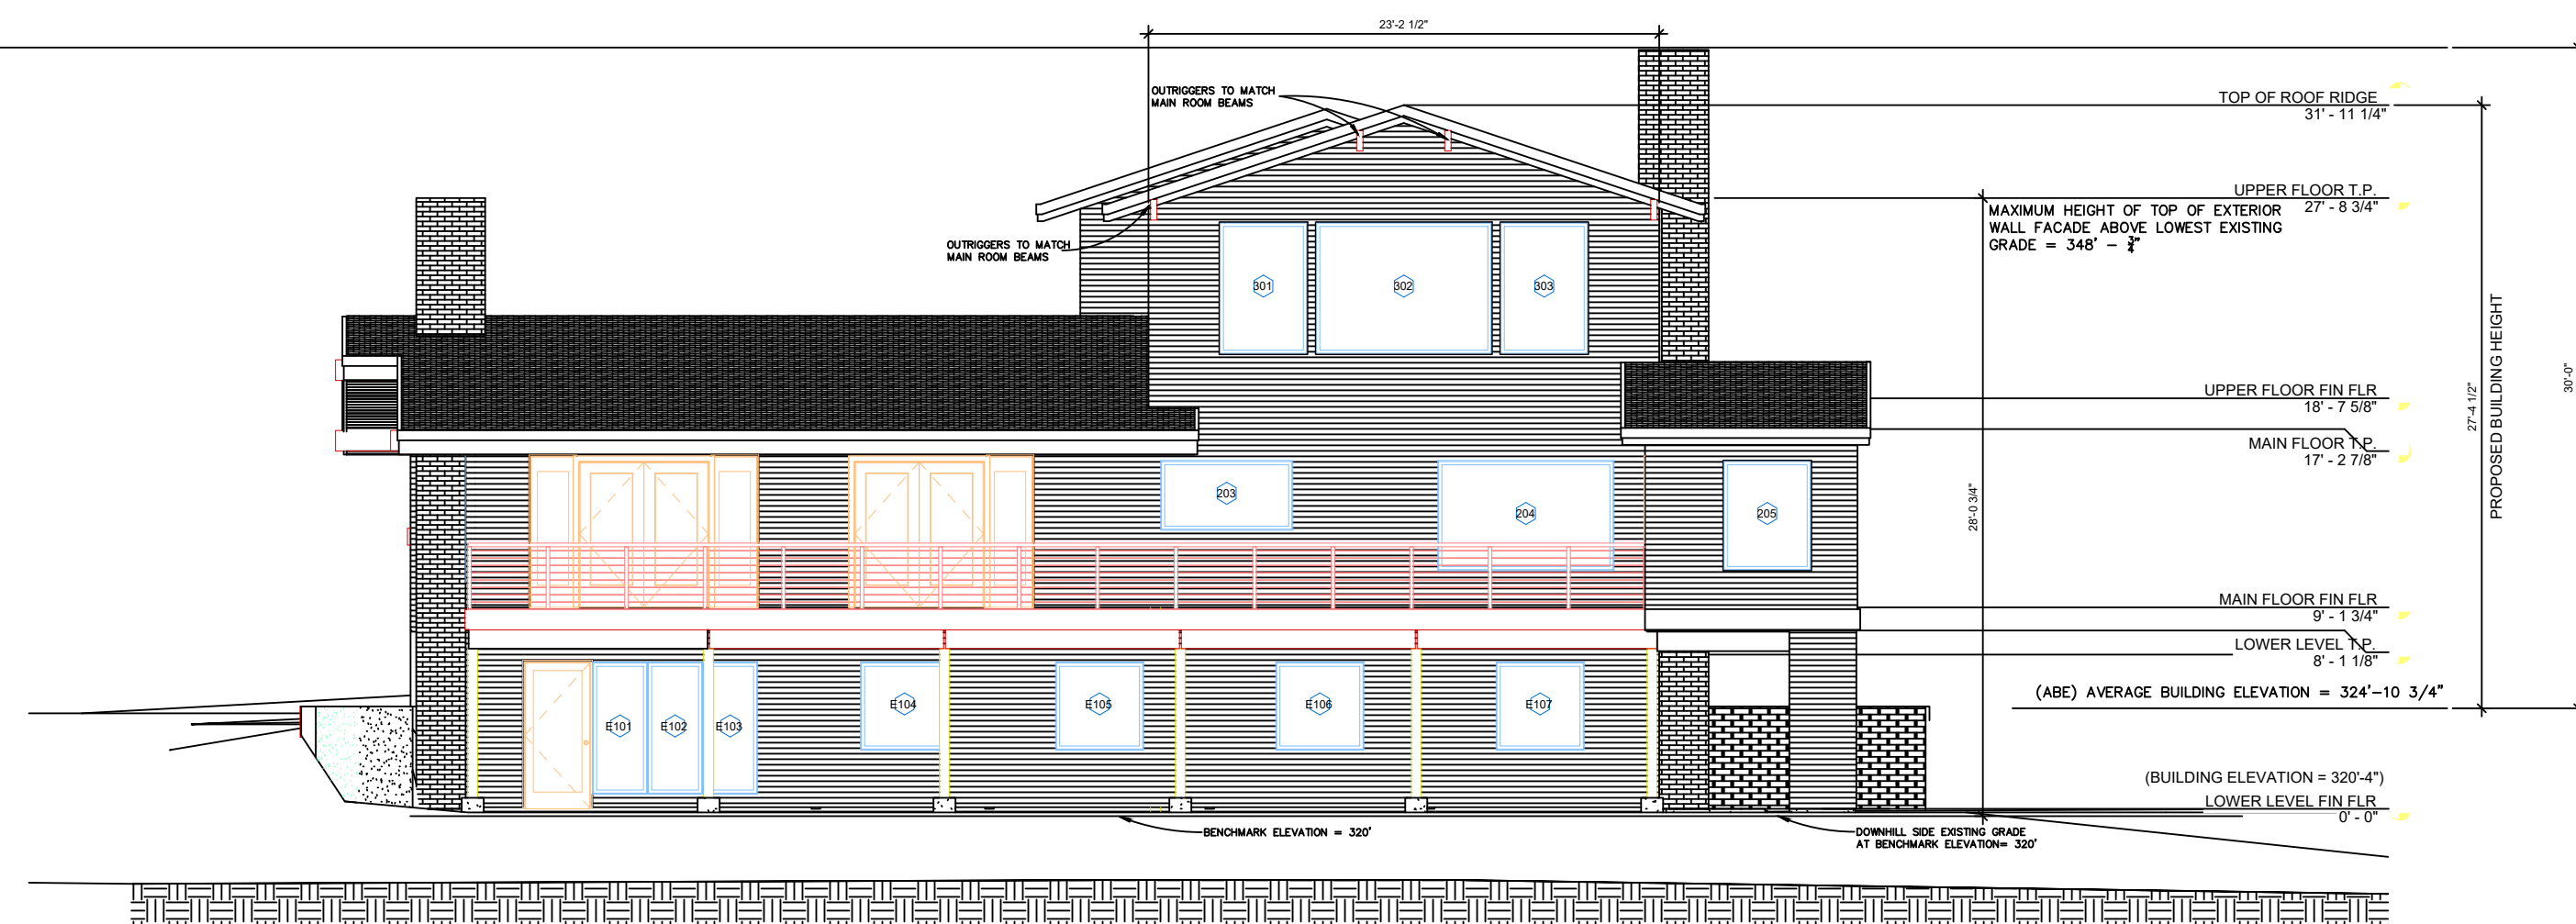 23'-2 1/2"
OUTRIGGERS TO MATCH
MAIN ROOM BEAMS
TOP OF ROOF RIDGE
31' - 11 1/4"
UPPER FLOOR T.P.
27' - 8 3/4"
MAXIMUM HEIGHT OF TOP OF EXTERIOR
WALL FACADE ABOVE LOWEST EXISTING
GRADE = 348' - 3/4"
OUTRIGGERS TO MATCH
MAIN ROOM BEAMS
301
302
303
PROPOSED BUILDING HEIGHT
27'-4 1/2"
30'-0"
UPPER FLOOR FIN FLR
18' - 7 5/8"
MAIN FLOOR T.P.
17' - 2 7/8"
203
204
205
28'-0 3/4"
MAIN FLOOR FIN FLR
9' - 1 3/4"
LOWER LEVEL T.P.
8' - 1 1/8"
(ABE) AVERAGE BUILDING ELEVATION = 324'-10 3/4"
E101
E102
E103
E104
E105
E106
E107
(BUILDING ELEVATION = 320'-4")
LOWER LEVEL FIN FLR
0' - 0"
BENCHMARK ELEVATION = 320'
DOWNHILL SIDE EXISTING GRADE
AT BENCHMARK ELEVATION= 320'